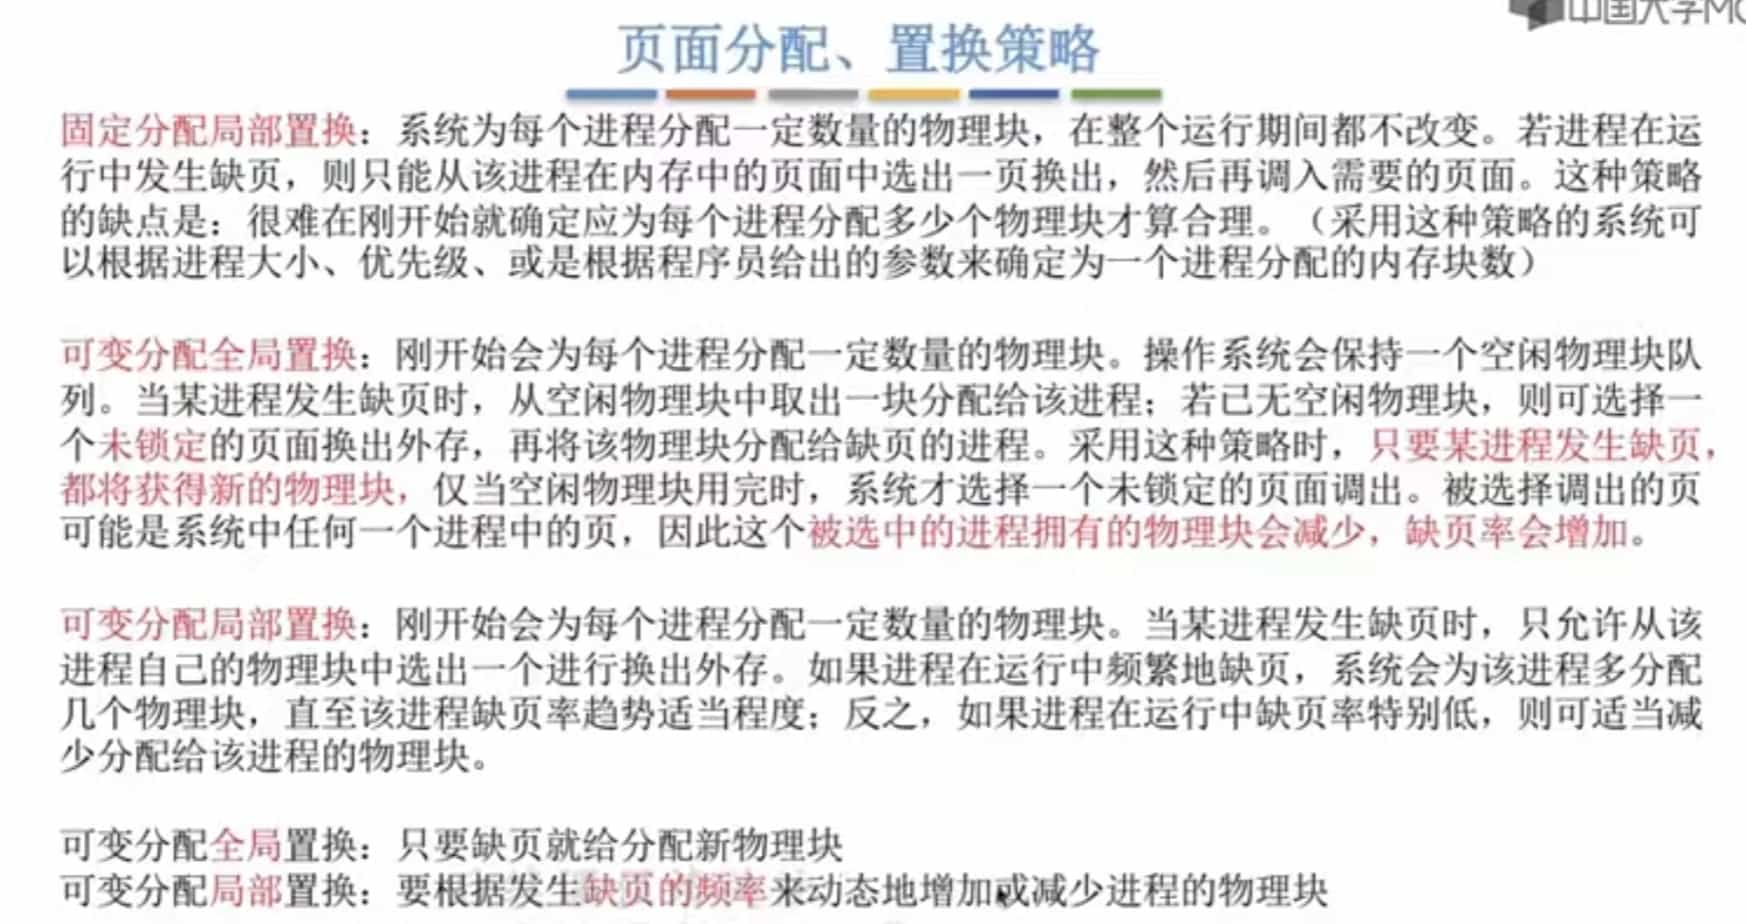 中国大学MO
页面分配、置换策略
固定分配局部置换：系统为每个进程分配一定数量的物理块，在整个运行期间都不改变。若进程在运
行中发生缺页，则只能从该进程在内存中的页面中选出一页换出，然后再调入需要的页面。这种策略
的缺点是：很难在刚开始就确定应为每个进程分配多少个物理块才算合理。（采用这种策略的系统可
以根据进程大小、优先级、或是根据程序员给出的参数来确定为一个进程分配的内存块数）
可变分配全局置换：刚开始会为每个进程分配一定数量的物理块。操作系统会保持一个空闲物理块队
列。当某进程发生缺页时，从空闲物理块中取出一块分配给该进程；若已无空闲物理块，则可选择一
个未锁定的页面换出外存，再将该物理块分配给缺页的进程。采用这种策略时，只要某进程发生缺页，
都将获得新的物理块，仅当空闲物理块用完时，系统才选择一个未锁定的页面调出。被选择调出的页
可能是系统中任何一个进程中的页，因此这个被选中的进程拥有的物理块会减少，缺页率会增加。
可变分配局部置换：刚开始会为每个进程分配一定数量的物理块。当某进程发生缺页时，只允许从该
进程自己的物理块中选出一个进行换出外存。如果进程在运行中频繁地缺页，系统会为该进程多分配
几个物理块，直至该进程缺页率趋势适当程度；反之，如果进程在运行中缺页率特别低，则可适当减
少分配给该进程的物理块。
可变分配全局置换：只要缺页就给分配新物理块
可变分配局部置换：要根据发生缺页的频率来动态地增加或减少进程的物理块